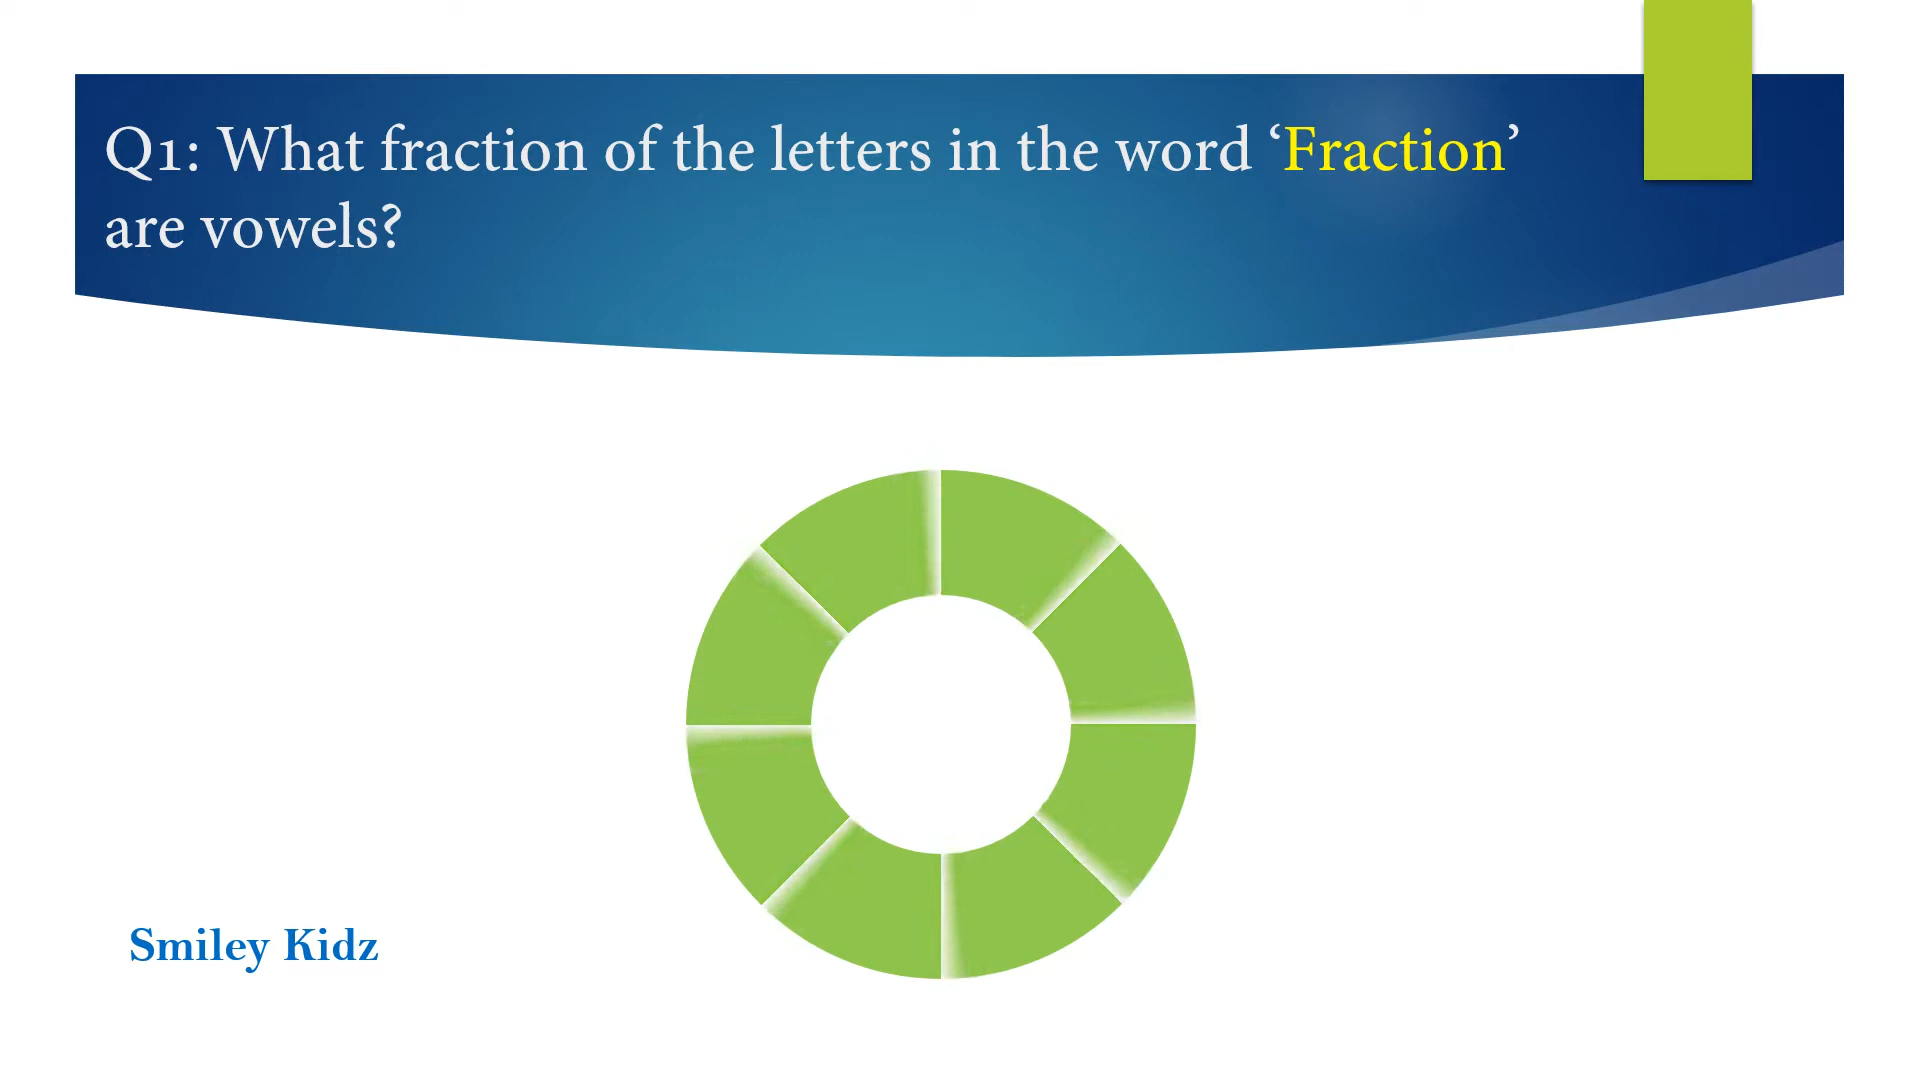 Q1: What fraction of the letters in the word ‘Fraction’
are vowels?
Smiley Kidz